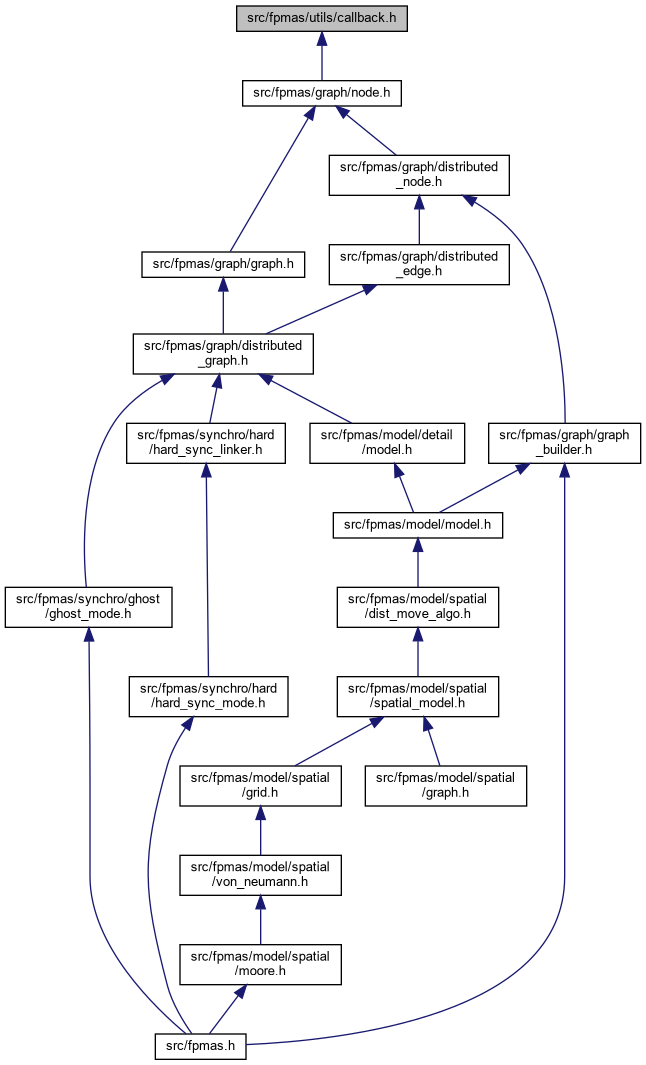 src/fpmas/utils/callback.h
src/fpmas/graph/node.h
src/fpmas/graph/distributed
_node.h
src/fpmas/graph/graph.h
src/fpmas/graph/distributed
_edge.h
src/fpmas/graph/distributed
_graph.h
src/fpmas/synchro/hard
/hard_sync_linker.h
src/fpmas/model/detail
/model.h
src/fpmas/graph/graph
_builder.h
src/fpmas/model/model.h
src/fpmas/synchro/ghost
/ghost_mode.h
src/fpmas/model/spatial
/dist_move_algo.h
src/fpmas/synchro/hard
/hard_sync_mode.h
src/fpmas/model/spatial
/spatial_model.h
src/fpmas/model/spatial
/grid.h
src/fpmas/model/spatial
/graph.h
src/fpmas/model/spatial
/von_neumann.h
src/fpmas/model/spatial
/moore.h
src/fpmas.h